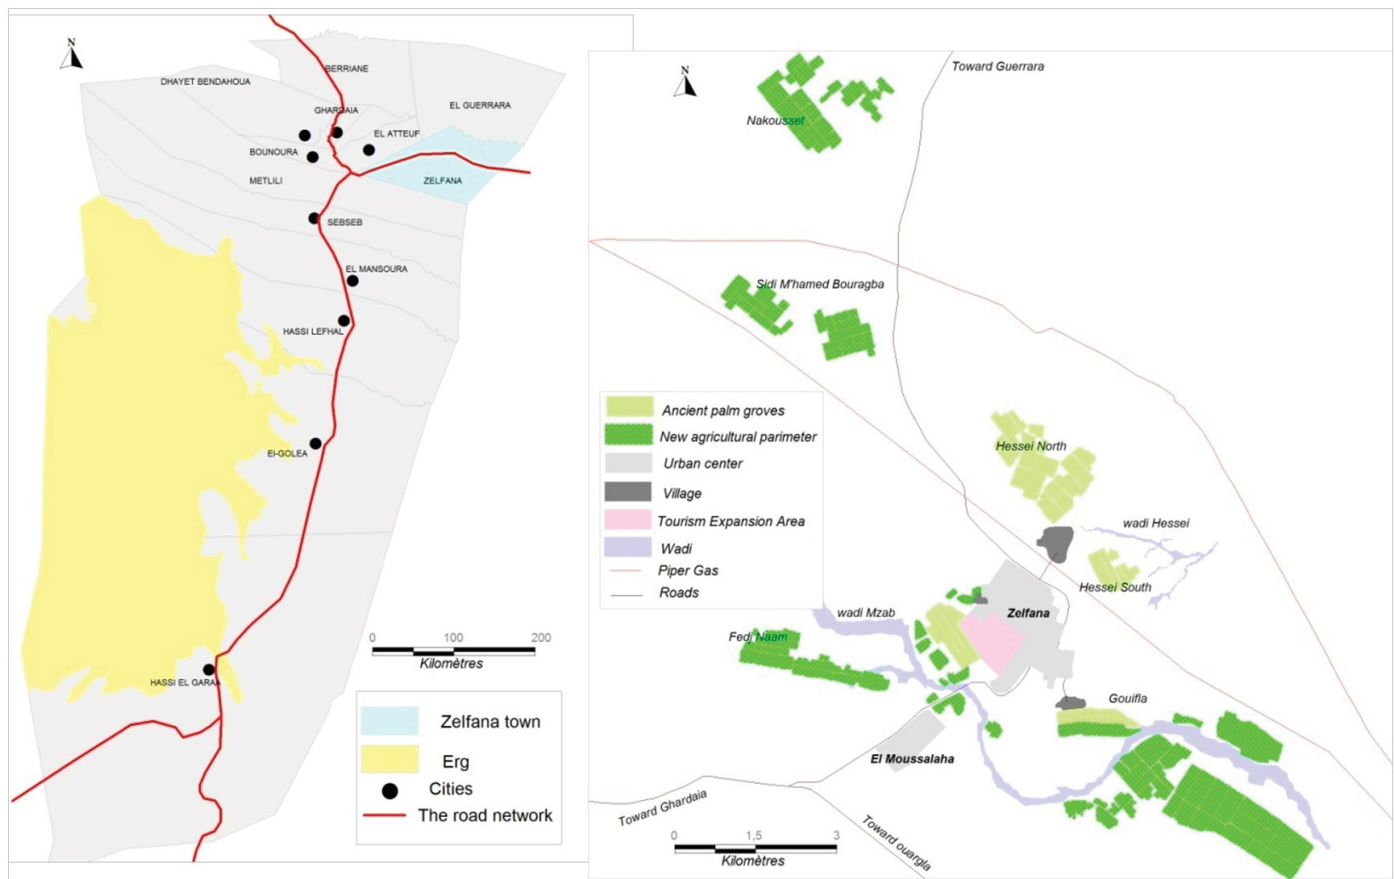 N
BERRIANE
DHAYET BENDAHOUA
GHARDAIA
EL GUERRARA
EL ATTEUF
BOUNOURA
METLILI
ZELFANA
SEBSEB
EL MANSOURA
HASSI LEFHAL
El-GOLEA
HASSI EL GARAA
0 100 200
Kilomètres
Zelfana town
Erg
Cities
The road network
N
Toward Guerrara
Nakousset
Sidi M'hamed Bouragba
Ancient palm groves
New agricultural parimeter
Urban center
Village
Tourism Expansion Area
Wadi
Piper Gas
Roads
Hessei North
wadi Hessei
Hessei South
wadi Mzab
Zelfana
Fedj Naam
Gouifla
El Moussalaha
Toward Ghardaia
Toward ouargla
0 1,5 3
Kilomètres